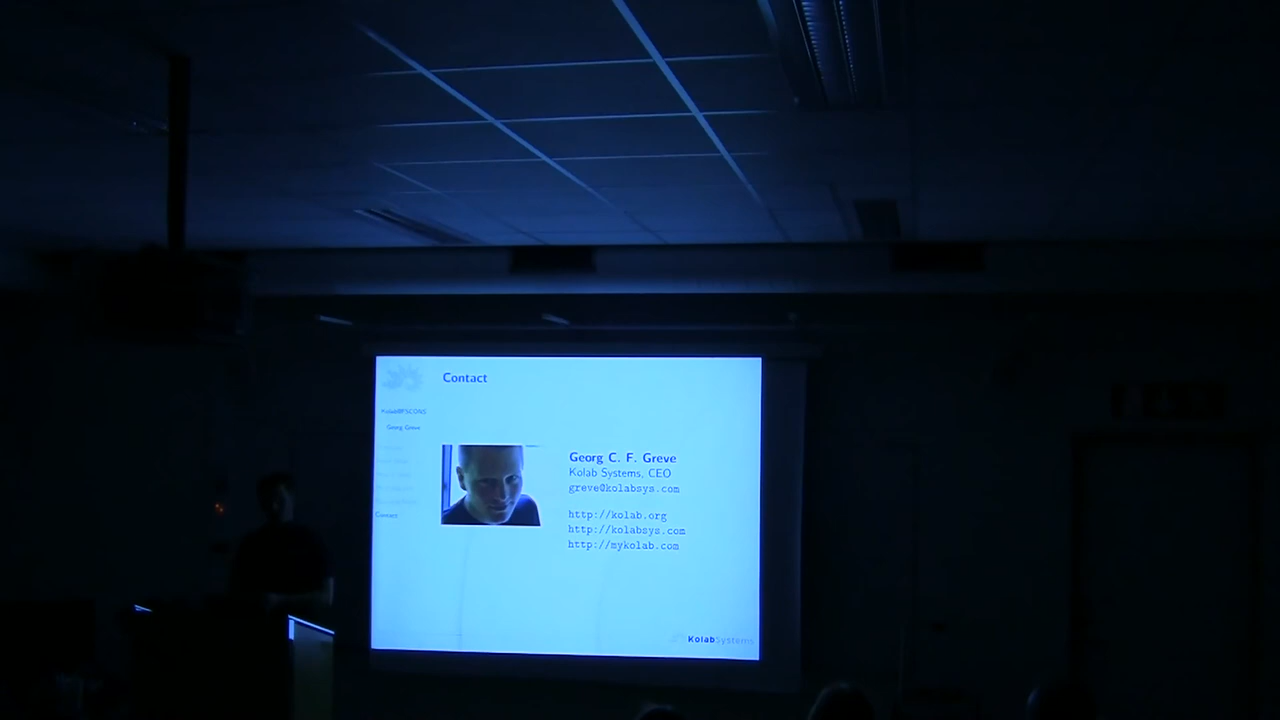 Contact
Kolab@FSCONS
Georg Greve
Contact
Georg C. F. Greve
Kolab Systems, CEO
greve@kolabsys.com
http://kolab.org
http://kolabsys.com
http://mykolab.com
KolabSystems